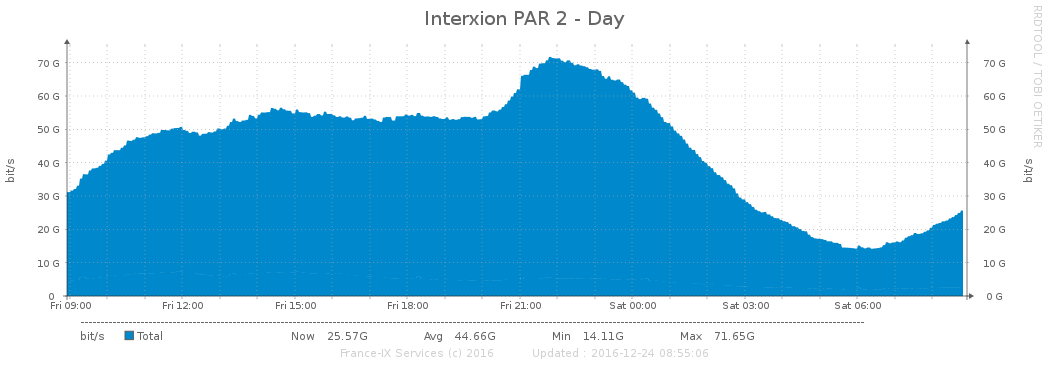 Interxion PAR 2 - Day
RRDTOOL / TOBI OETIKER
bit/s
bit/s
70 G 70 G
60 G 60 G
50 G 50 G
40 G 40 G
30 G 30 G
20 G 20 G
10 G 10 G
0 0 G
Fri 09:00 Fri 12:00 Fri 15:00 Fri 18:00 Fri 21:00 Sat 00:00 Sat 03:00 Sat 06:00
bit/s Total Now 25.57G Avg 44.66G Min 14.11G Max 71.65G
France-IX Services (c) 2016 Updated : 2016-12-24 08:55:06